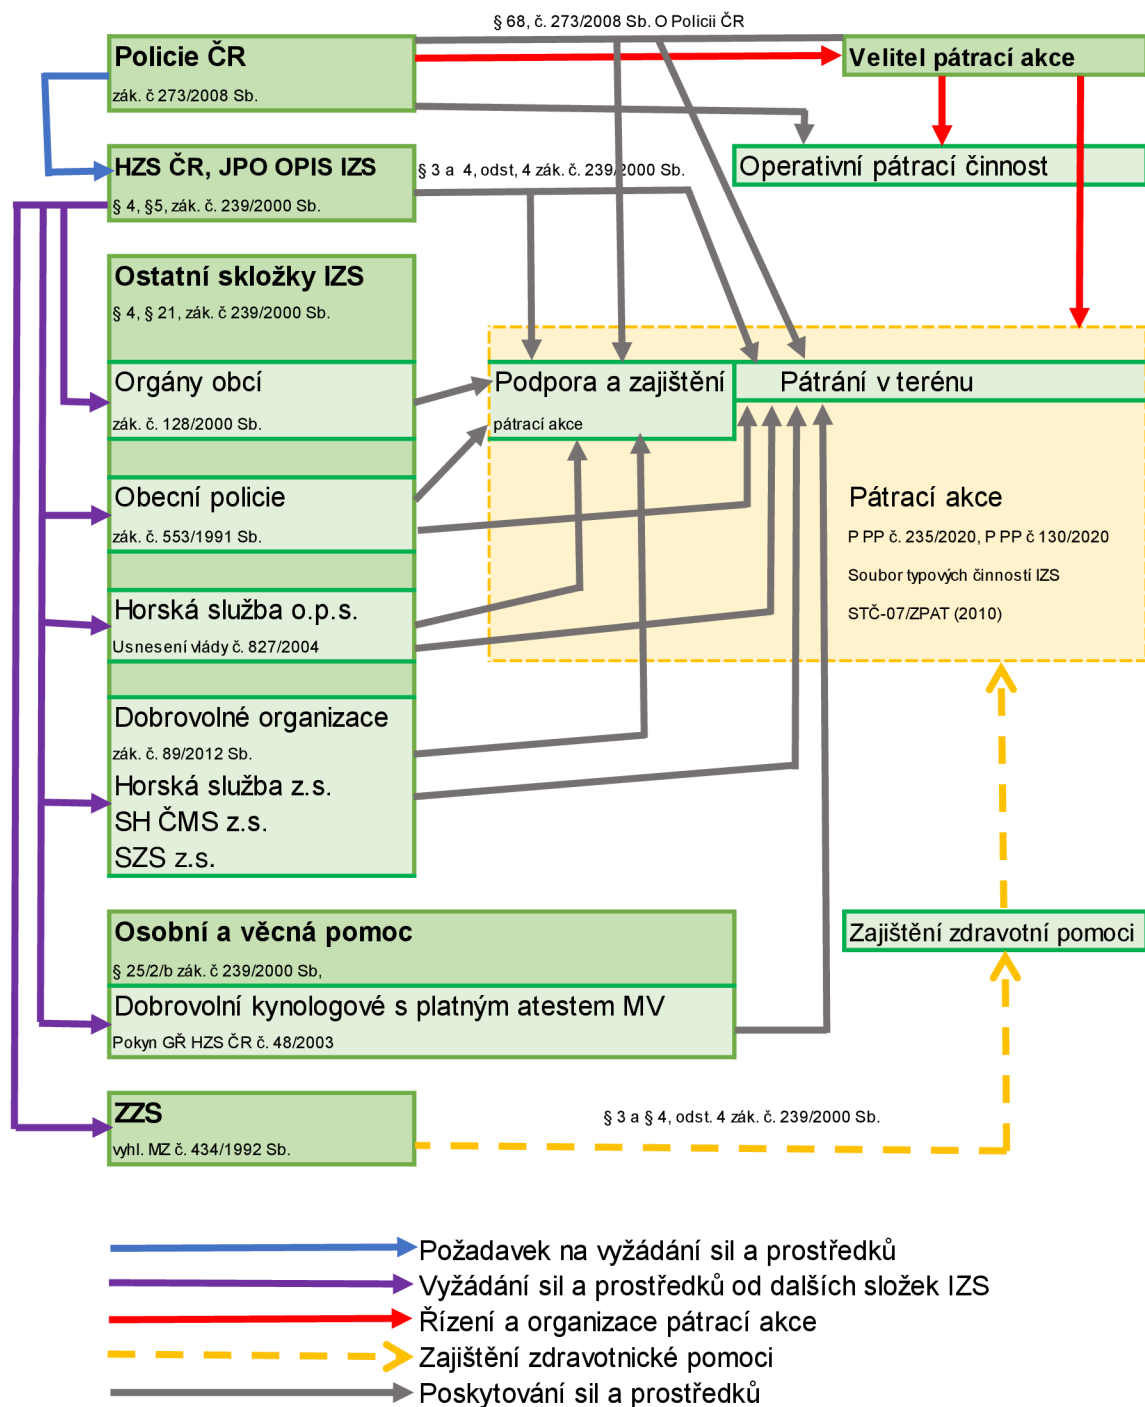 § 68, č. 273/2008 Sb. O Policii ČR
Policie ČR
zák. č 273/2008 Sb.
Velitel pátrací akce
HZS ČR, JPO OPIS IZS
§ 4, §5, zák. č. 239/2000 Sb.
§ 3 a 4, odst, 4 zák. č. 239/2000 Sb.
Operativní pátrací činnost
Ostatní skložky IZS
§ 4, § 21, zák. č 239/2000 Sb.
Orgány obcí
zák. č. 128/2000 Sb.
Podpora a zajištění
pátrací akce
Pátrání v terénu
Obecní policie
zák. č. 553/1991 Sb.
Pátrací akce
P PP č. 235/2020, P PP č 130/2020
Soubor typových činností IZS
STČ-07/ZPAT (2010)
Horská služba o.p.s.
Usnesení vlády č. 827/2004
Dobrovolné organizace
zák. č. 89/2012 Sb.
Horská služba z.s.
SH ČMS z.s.
SZS z.s.
Osobní a věcná pomoc
§ 25/2/b zák. č 239/2000 Sb,
Dobrovolní kynologové s platným atestem MV
Pokyn GŘ HZS ČR č. 48/2003
Zajištění zdravotní pomoci
ZZS
vyhl. MZ č. 434/1992 Sb.
§ 3 a § 4, odst. 4 zák. č. 239/2000 Sb.
Požadavek na vyžádání sil a prostředků
Vyžádání sil a prostředků od dalších složek IZS
Řízení a organizace pátrací akce
Zajištění zdravotnické pomoci
Poskytování sil a prostředků